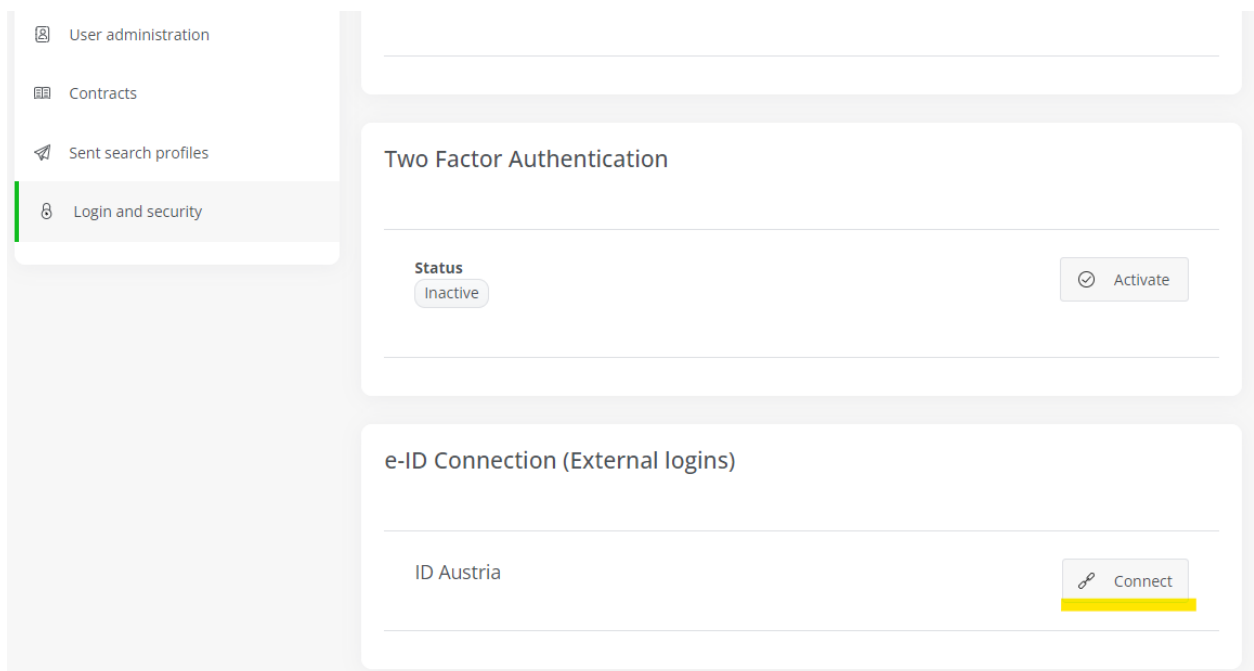 User administration
Contracts
Sent search profiles
Login and security
Two Factor Authentication
Status
Inactive
Activate
e-ID Connection (External logins)
ID Austria
Connect